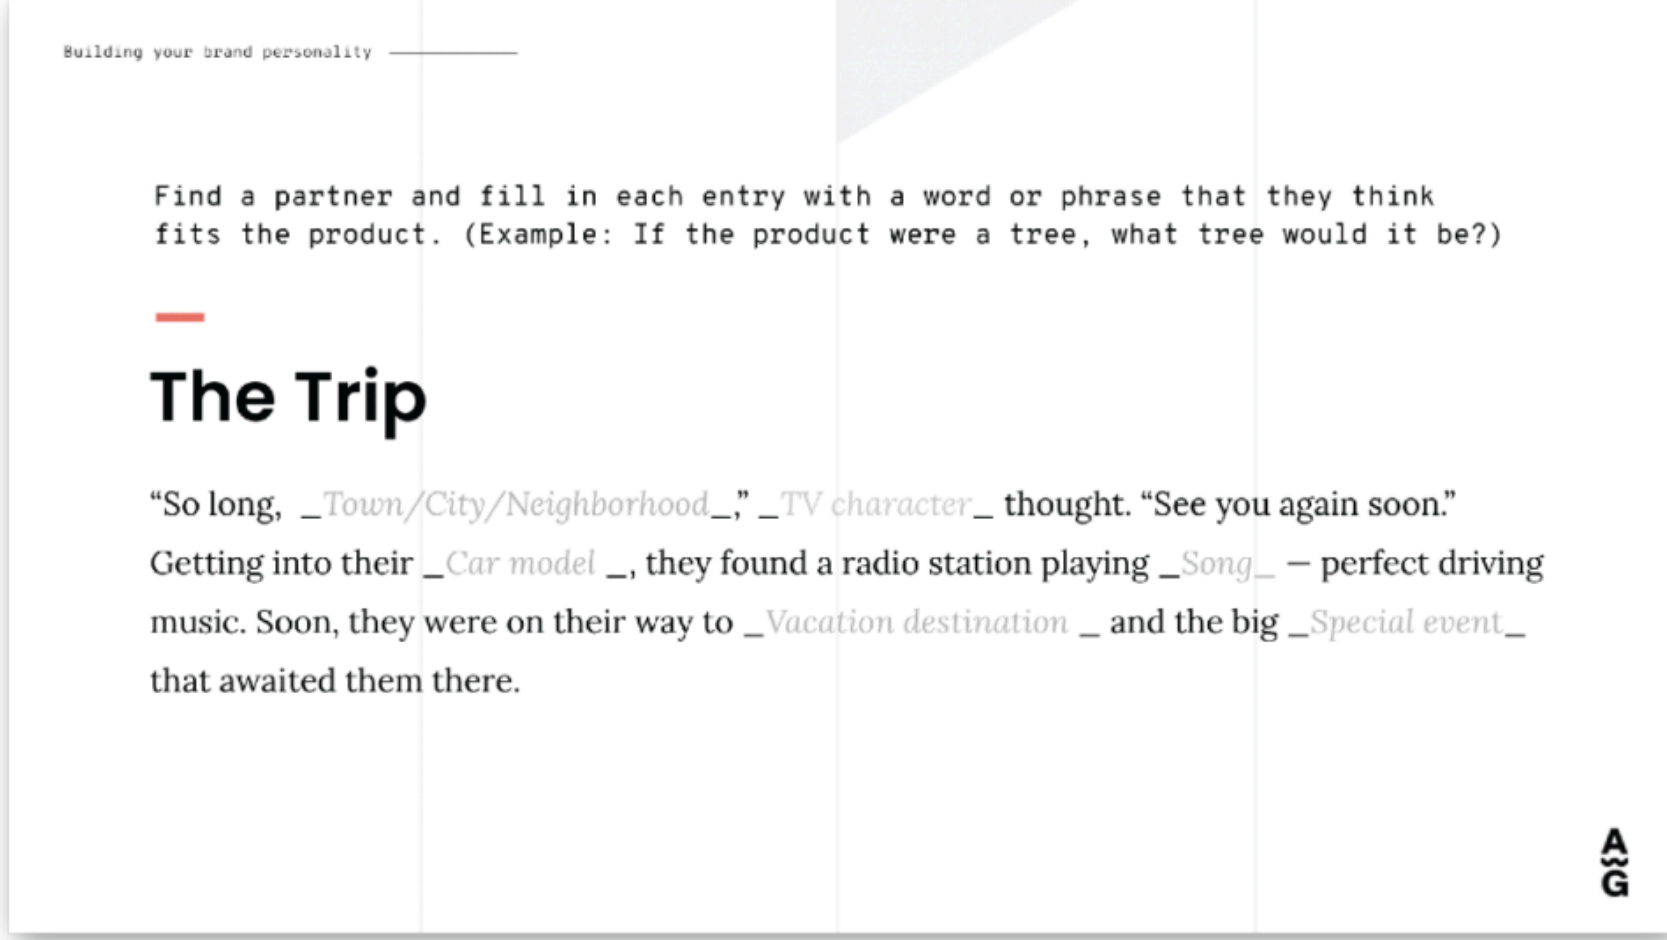 Building your brand personality
Find a partner and fill in each entry with a word or phrase that they think
fits the product. (Example: If the product were a tree, what tree would it be?)
The Trip
“So long, _Town/City/Neighborhood_,” _TV character_ thought. “See you again soon.”
Getting into their _Car model _, they found a radio station playing _Song_ — perfect driving
music. Soon, they were on their way to _Vacation destination _ and the big _Special event_
that awaited them there.
A
G